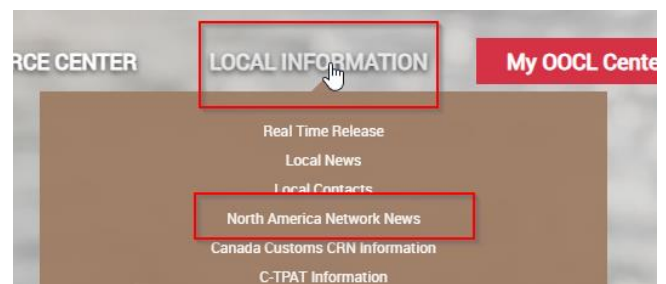 RCE CENTER LOCAL INFORMATION My OOCL Cente
Real Time Release
Local News
Local Contacts
North America Network News
Canada Customs CRN Information
C-TPAT Information